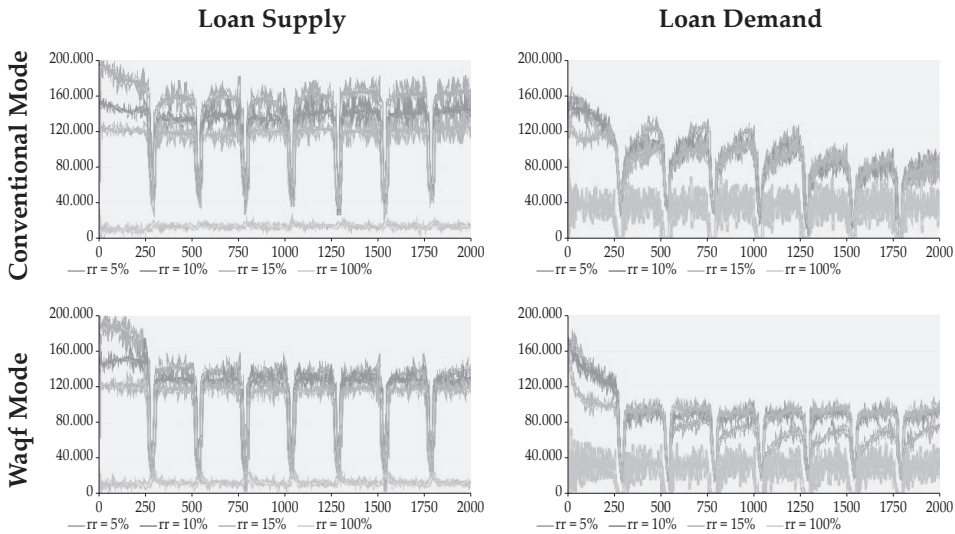 Loan Supply
Loan Demand
Conventional Mode
200.000
160.000
120.000
80.000
40.000
0
0 250 500 750 1000 1250 1500 1750 2000
rr = 5% rr = 10% rr = 15% rr = 100%
200.000
160.000
120.000
80.000
40.000
0
0 250 500 750 1000 1250 1500 1750 2000
rr = 5% rr = 10% rr = 15% rr = 100%
Waqf Mode
200.000
160.000
120.000
80.000
40.000
0
0 250 500 750 1000 1250 1500 1750 2000
rr = 5% rr = 10% rr = 15% rr = 100%
200.000
160.000
120.000
80.000
40.000
0
0 250 500 750 1000 1250 1500 1750 2000
rr = 5% rr = 10% rr = 15% rr = 100%